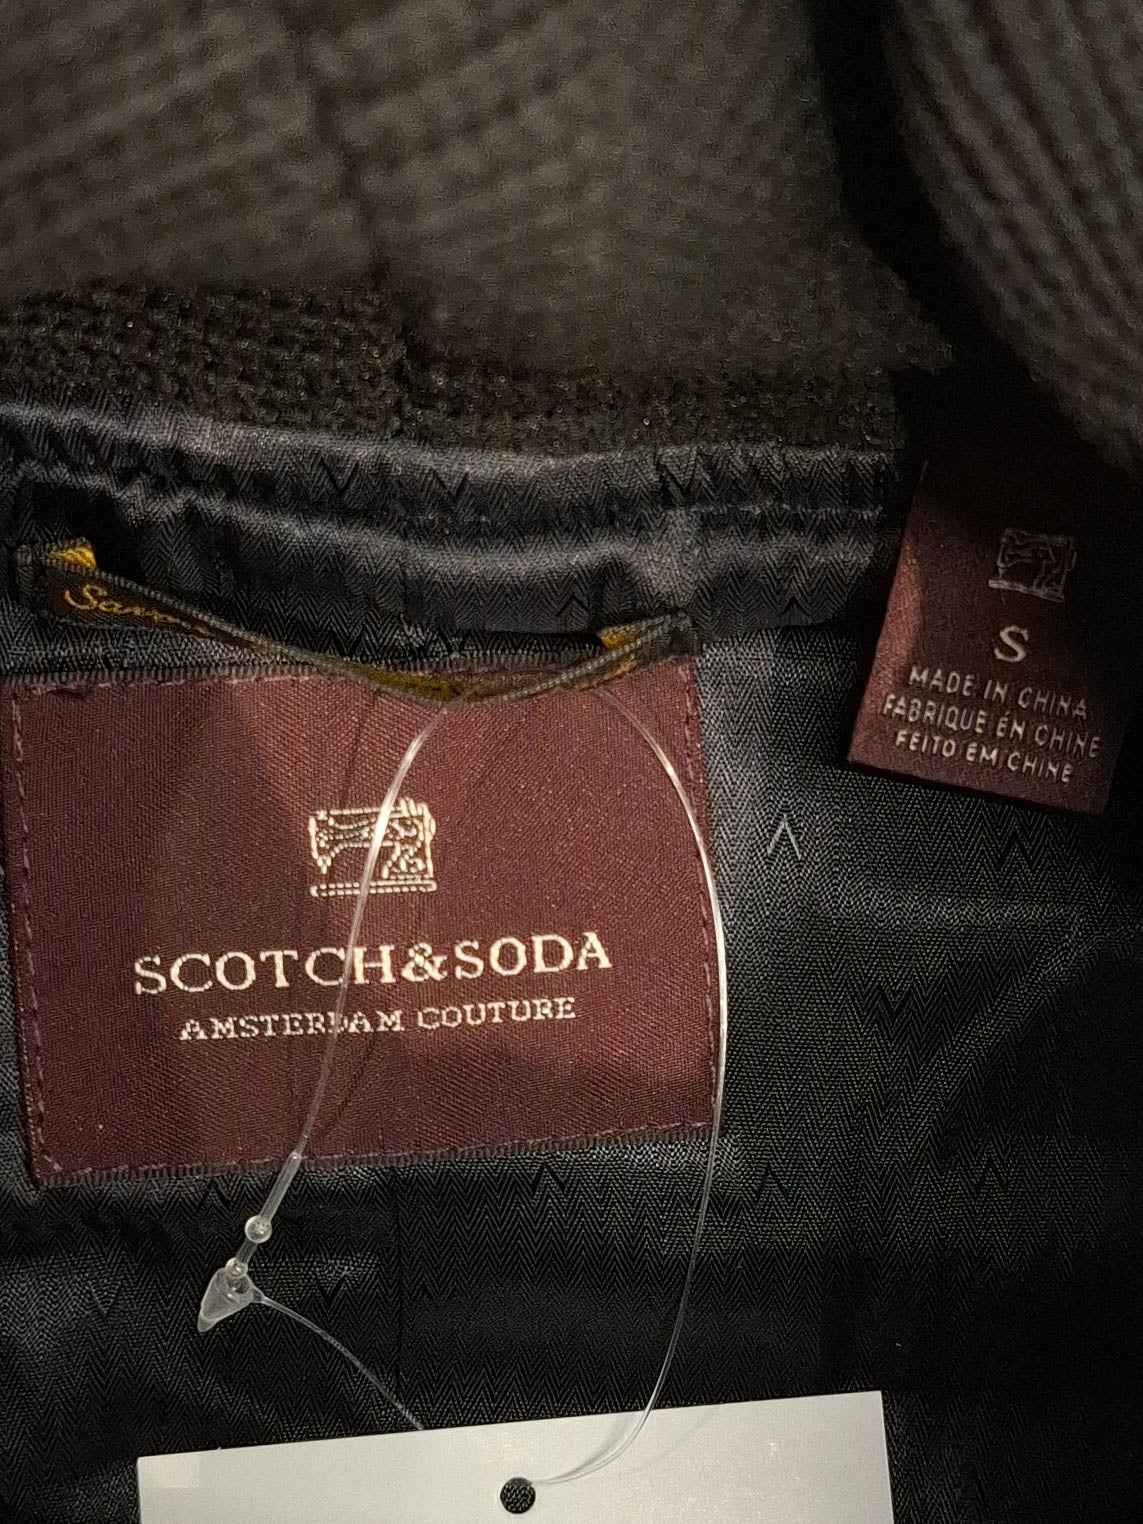 S
MADE IN CHINA
FABRIQUE EN CHINE
FEITO EM CHINE
SCOTCH&SODA
AMSTERDAM COUTURE